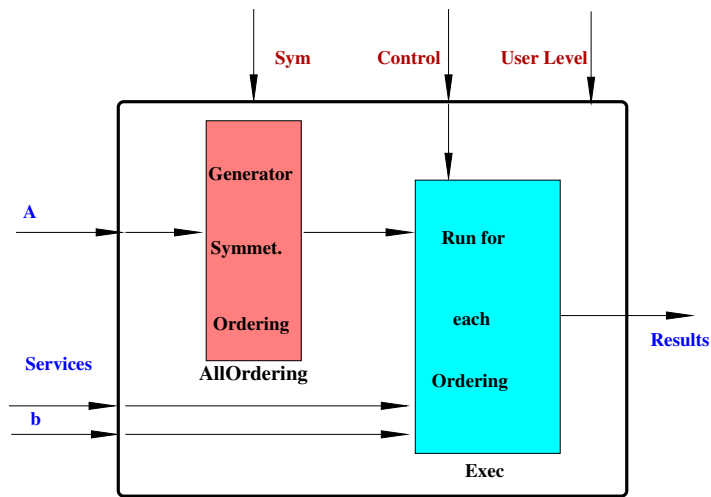 Sym
Control
User Level
Generator
A
Symmet.
Run for
Ordering
each
Results
Services
AllOrdering
Ordering
b
Exec